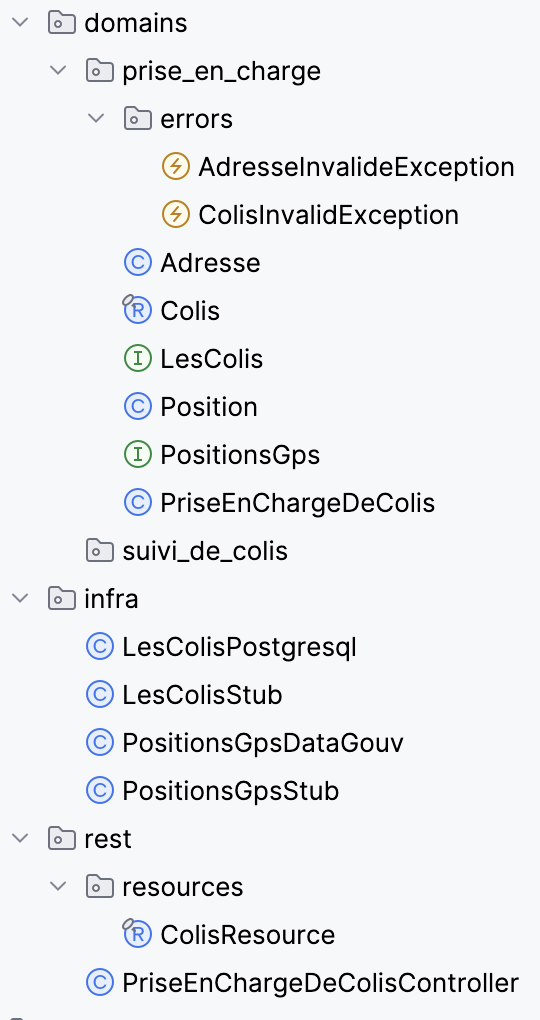 domains
prise_en_charge
errors
AdresseInvalideException
ColisInvalidException
C Adresse
R Colis
I LesColis
C Position
I PositionsGps
C PriseEnChargeDeColis
suivi_de_colis
infra
C LesColisPostgresql
C LesColisStub
C PositionsGpsDataGouv
C PositionsGpsStub
rest
resources
R ColisResource
C PriseEnChargeDeColisController